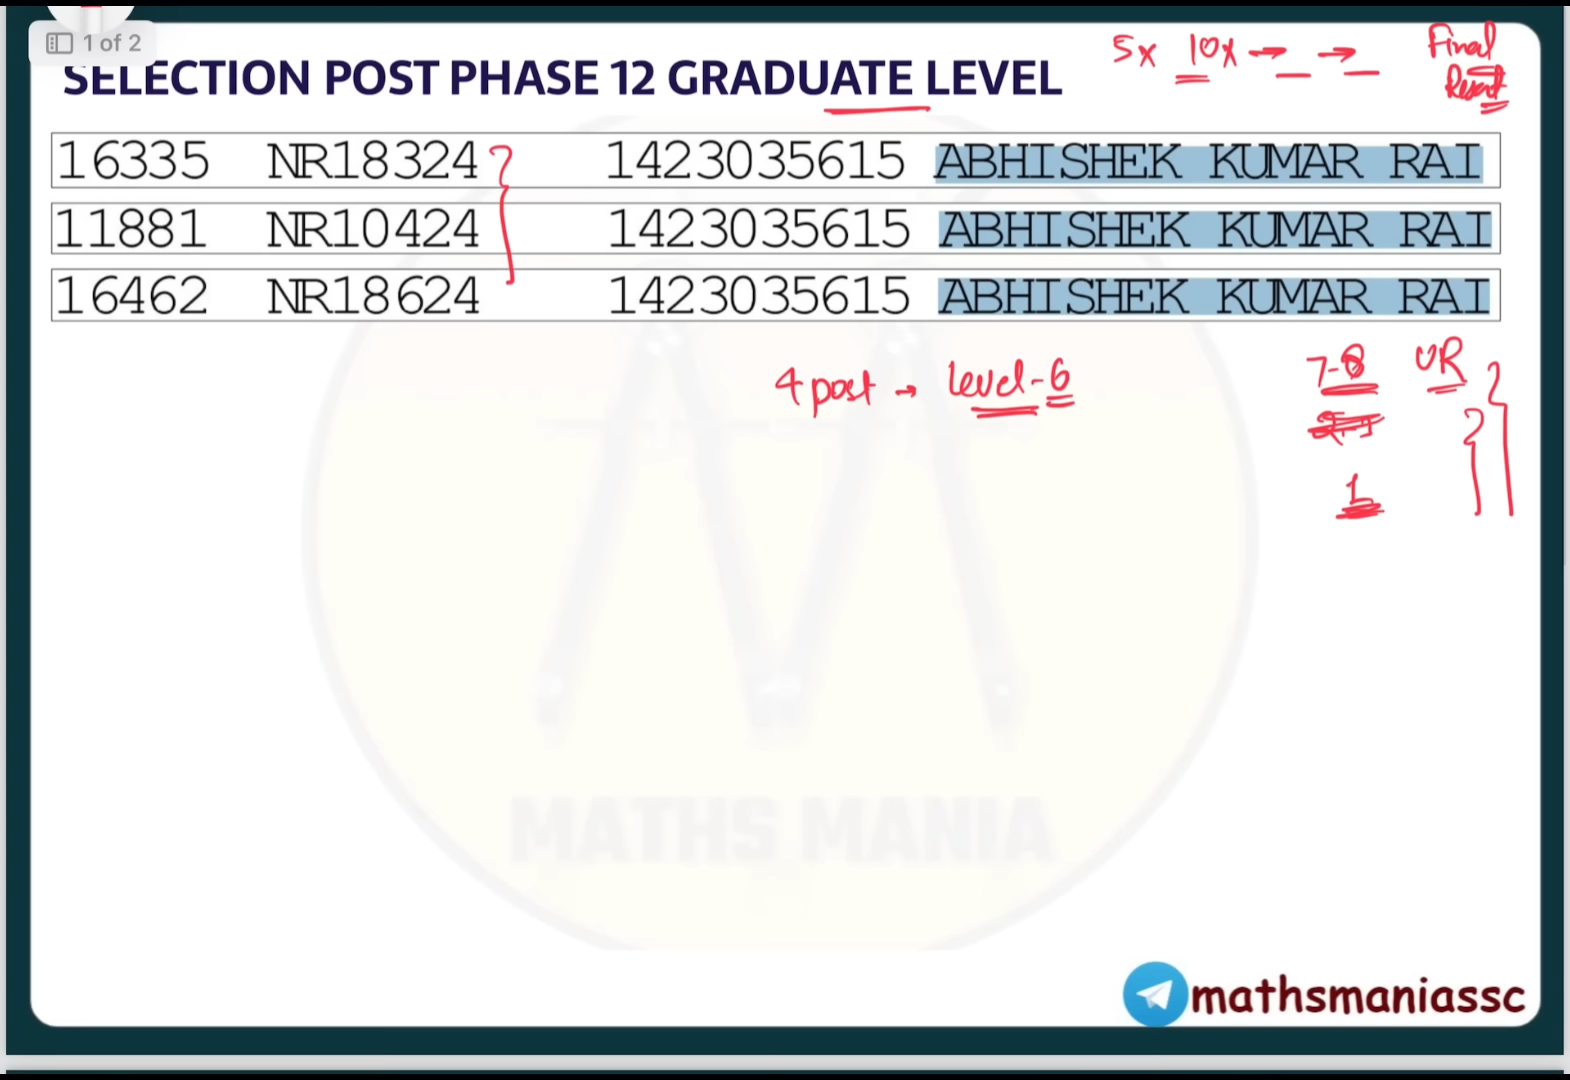 1 of 2
SELECTION POST PHASE 12 GRADUATE LEVEL
5x 10x → →
Final
Result
16335 NR18324 1423035615 ABHISHEK KUMAR RAI
11881 NR10424 1423035615 ABHISHEK KUMAR RAI
16462 NR18624 1423035615 ABHISHEK KUMAR RAI
4 post → level-6
7-8 UR
1
MATHS MANIA
mathsmaniassc